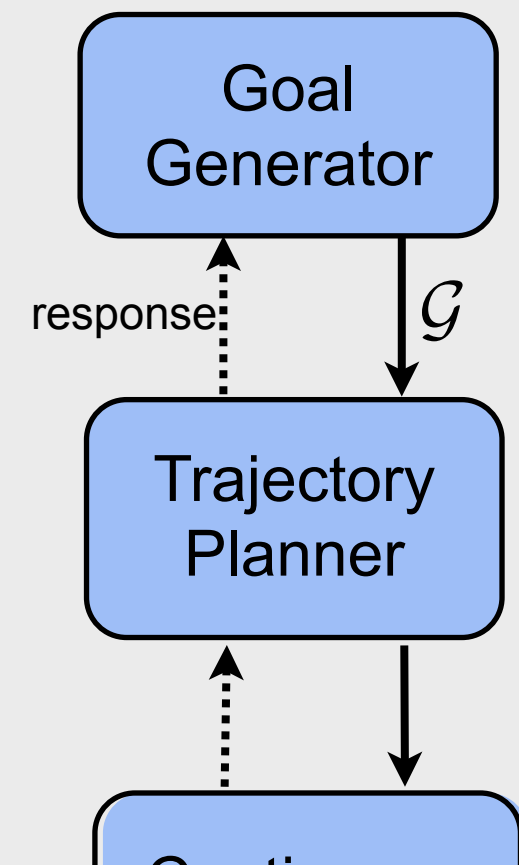 Goal
Generator
response
𝒢
Trajectory
Planner